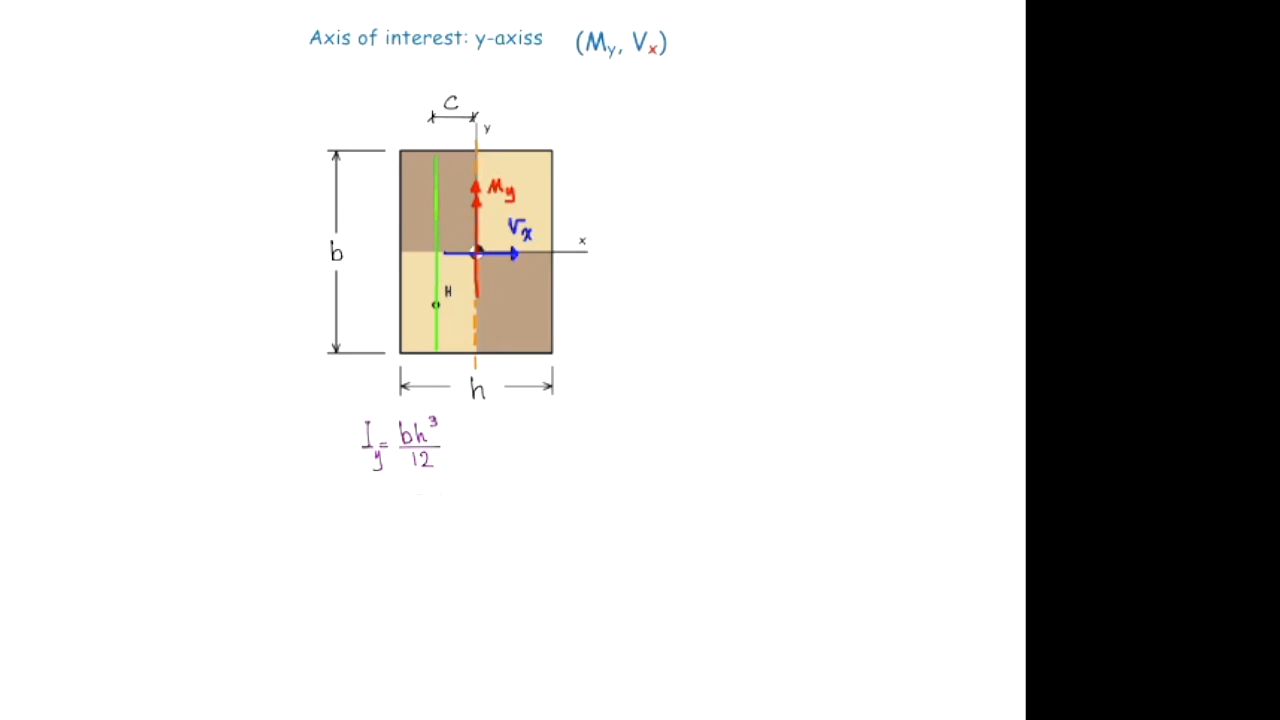 Axis of interest: y-axiss (My, Vx)
C
y
My
Vx
x
b
H
h
Iy = bh³/12